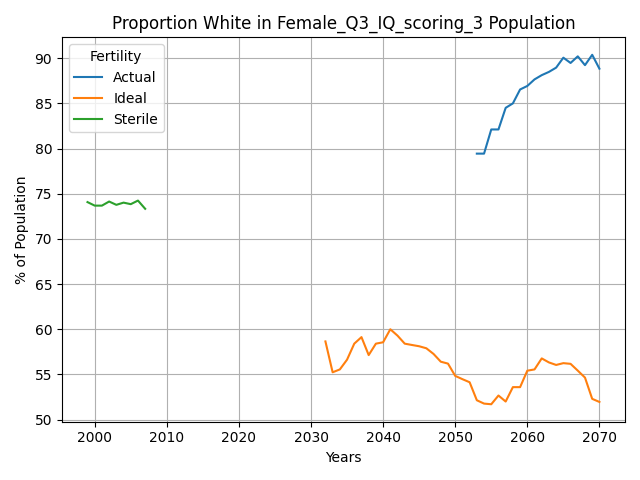 Proportion White in Female_Q3_IQ_scoring_3 Population
Fertility
Actual
Ideal
Sterile
% of Population
90
85
80
75
70
65
60
55
50
2000 2010 2020 2030 2040 2050 2060 2070
Years